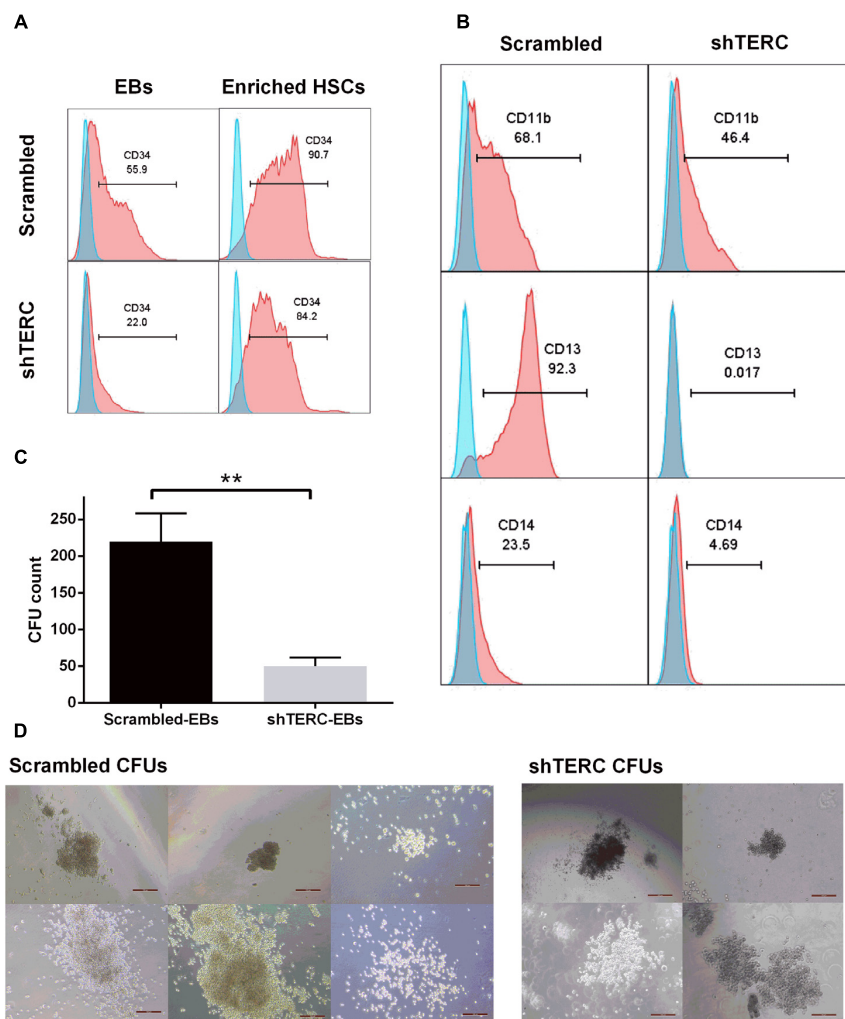 A
EBs
Enriched HSCs
Scrambled
CD34
55.9
CD34
90.7
shTERC
CD34
22.0
CD34
84.2
B
Scrambled
shTERC
CD11b
68.1
CD11b
46.4
CD13
92.3
CD13
0.017
CD14
23.5
CD14
4.69
C
**
CFU count
250
200
150
100
50
0
Scrambled-EBs
shTERC-EBs
D
Scrambled CFUs
shTERC CFUs